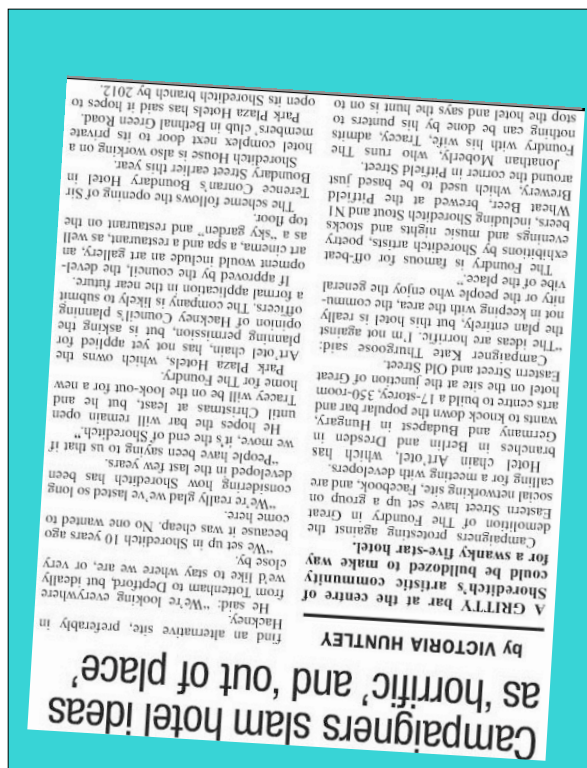 Campaigners slam hotel ideas
as ‘horrific’ and ‘out of place’
by VICTORIA HUNTLEY
A GRITTY bar at the centre of
Shoreditch's artistic community
could be bulldozed to make way
for a swanky five-star hotel.
Campaigners protesting against the
demolition of The Foundry in Great
Eastern Street have set up a group on
social networking site, Facebook, and are
calling for a meeting with developers.
Hotel chain Art'otel, which has
branches in Berlin and Dresden in
Germany and Budapest in Hungary,
wants to knock down the popular bar and
arts centre to build a 17-storey, 350-room
hotel on the site at the junction of Great
Eastern Street and Old Street.
Campaigner Kate Thurgoose said:
“The ideas are horrific. I'm not against
the plan entirely, but this hotel is really
not in keeping with the area, the commu-
nity or the people who enjoy the general
vibe of the place.”
The Foundry is famous for off-beat
exhibitions by Shoreditch artists, poetry
evenings and music nights and stocks
beers, including Shoreditch Stout and N1
Wheat Beer, brewed at the Pitfield
Brewery, which used to be based just
around the corner in Pitfield Street.
Jonathan Moberly, who runs The
Foundry with his wife, Tracey, admits
nothing can be done by his punters to
stop the hotel and says the hunt is on to
find an alternative site, preferably in
Hackney.
He said: “We're looking everywhere
from Tottenham to Deptford, but ideally
we'd like to stay where we are, or very
close by.
“We set up in Shoreditch 10 years ago
because it was cheap. No one wanted to
come here.
“We're really glad we've lasted so long
considering how Shoreditch has been
developed in the last few years.
“People have been saying to us that if
we move, it's the end of Shoreditch.”
He hopes the bar will remain open
until Christmas at least, but he and
Tracey will be on the look-out for a new
home for The Foundry.
Park Plaza Hotels, which owns the
Art'otel chain, has not yet applied for
planning permission, but is asking the
opinion of Hackney Council's planning
officers. The company is likely to submit
a formal application in the near future.
If approved by the council, the devel-
opment would include an art gallery, an
art cinema, a spa and a restaurant, as well
as a “sky garden” and restaurant on the
top floor.
The scheme follows the opening of Sir
Terence Conran's Boundary Hotel in
Boundary Street earlier this year.
Shoreditch House is also working on a
hotel complex next door to its private
members' club in Bethnal Green Road.
Park Plaza Hotels has said it hopes to
open its Shoreditch branch by 2012.